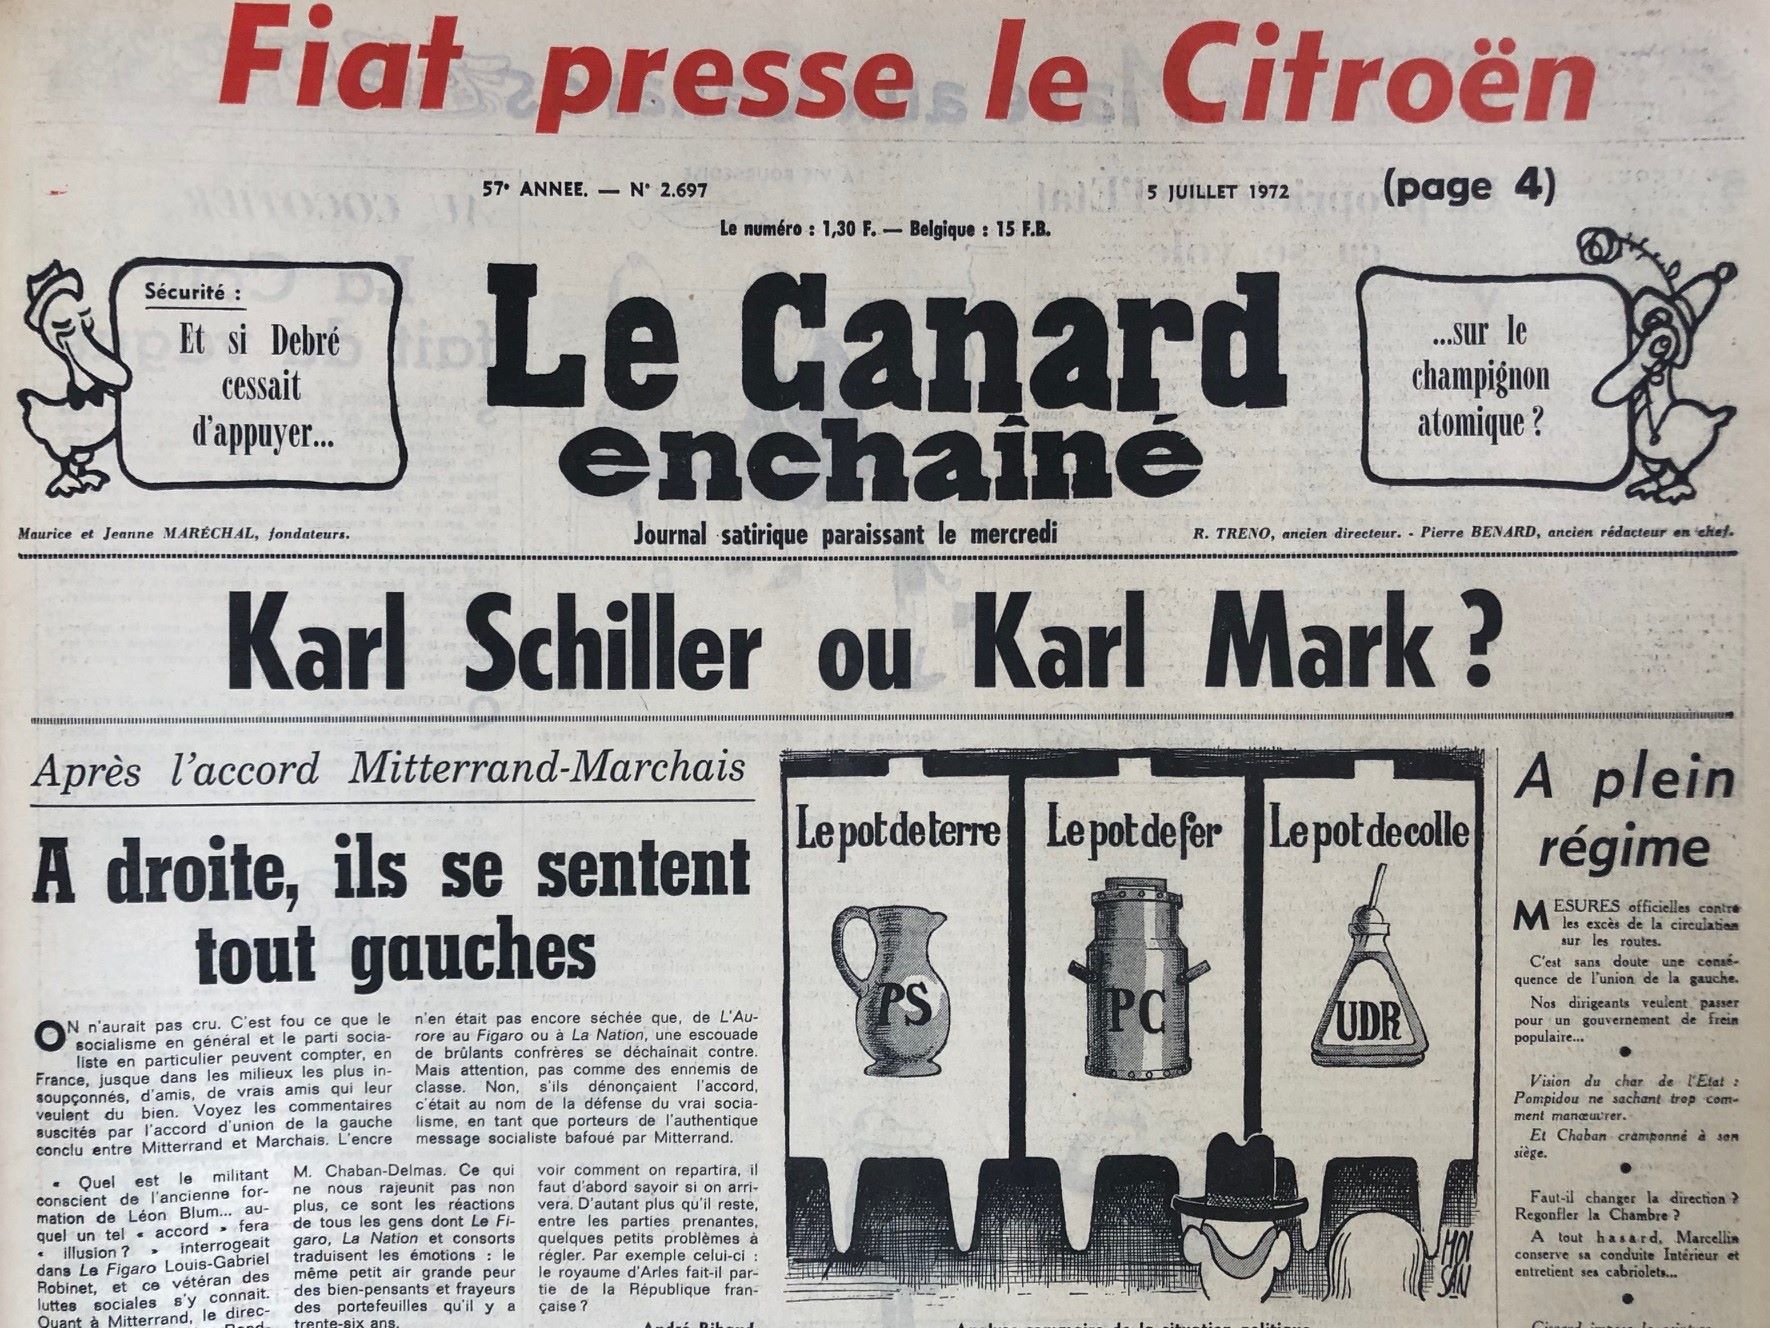 Fiat presse le Citroën
57e ANNEE. — N° 2.697
5 JUILLET 1972
(page 4)
Le numéro : 1,30 F. — Belgique : 15 F.B.
Sécurité :
Et si Debré
cessait
d'appuyer...
Le Canard
enchaîné
...sur le
champignon
atomique ?
Maurice et Jeanne MARÉCHAL, fondateurs.
Journal satirique paraissant le mercredi
R. TRENO, ancien directeur. - Pierre BENARD, ancien rédacteur en chef.
Karl Schiller ou Karl Mark ?
Après l'accord Mitterrand-Marchais
A droite, ils se sentent
tout gauches
ON n'aurait pas cru. C'est fou ce que le
socialisme en général et le parti socia-
liste en particulier peuvent compter, en
France, jusque dans les milieux les plus in-
soupçonnés, d'amis, de vrais amis qui leur
veulent du bien. Voyez les commentaires
suscités par l'accord d'union de la gauche
conclu entre Mitterrand et Marchais. L'encre
n'en était pas encore séchée que, de L'Au-
rore au Figaro ou à La Nation, une escouade
de brûlants confrères se déchaînait contre.
Mais attention, pas comme des ennemis de
classe. Non, s'ils dénonçaient l'accord,
c'était au nom de la défense du vrai socia-
lisme, en tant que porteurs de l'authentique
message socialiste bafoué par Mitterrand.
« Quel est le militant
conscient de l'ancienne for-
mation de Léon Blum... au-
quel un tel « accord » fera
« illusion ? » interrogeait
dans Le Figaro Louis-Gabriel
Robinet, et ce vétéran des
luttes sociales s'y connait.
Quant à Mitterrand, le direc-
M. Chaban-Delmas. Ce qui
ne nous rajeunit pas non
plus, ce sont les réactions
de tous les gens dont Le Fi-
garo, La Nation et consorts
traduisent les émotions : le
même petit air grande peur
des bien-pensants et frayeurs
des portefeuilles qu'il y a
trente-six ans.
voir comment on repartira, il
faut d'abord savoir si on arri-
vera. D'autant plus qu'il reste,
entre les parties prenantes,
quelques petits problèmes à
régler. Par exemple celui-ci :
le royaume d'Arles fait-il par-
tie de la République fran-
çaise ?
André Ribaud
Le pot de terre
PS
Le pot de fer
PC
Le pot de colle
UDR
MOI
SAN
Analyse sommaire de la situation politique
A plein
régime
MESURES officielles contre
les excès de la circulation
sur les routes.
C'est sans doute une consé-
quence de l'union de la gauche.
Nos dirigeants veulent passer
pour un gouvernement de frein
populaire...
Vision du char de l'Etat :
Pompidou ne sachant trop com-
ment manœuvrer.
Et Chaban cramponné à son
siège.
Faut-il changer la direction ?
Regonfler la Chambre ?
A tout hasard, Marcellin
conserve sa conduite Intérieur et
entretient ses cabriolets...